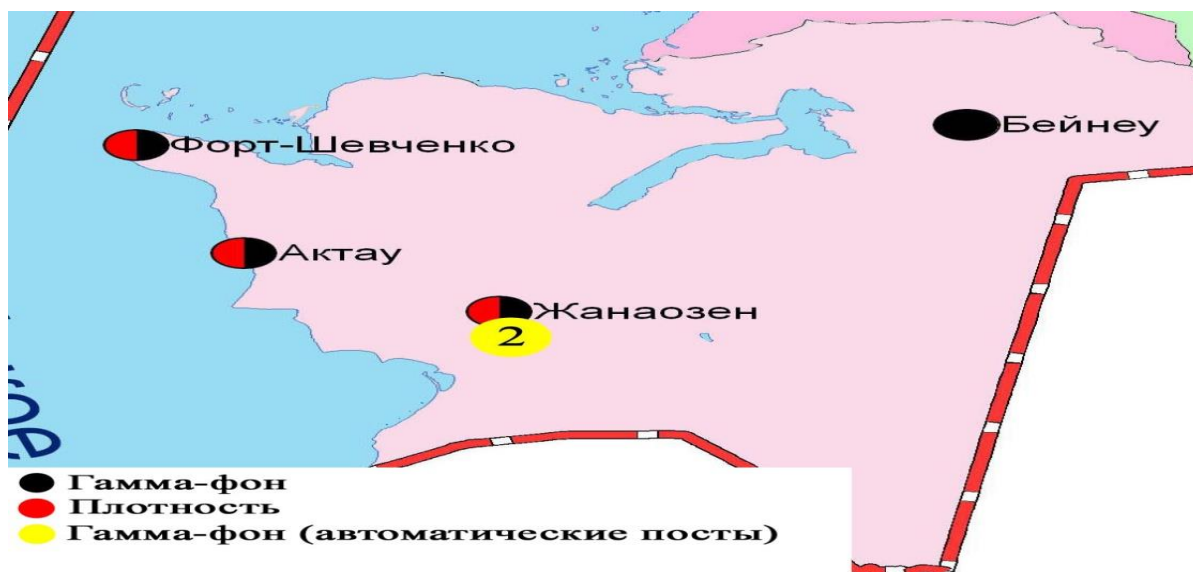 Форт-Шевченко
Бейнеу
Актау
Жанаозен
2
Гамма-фон
Плотность
Гамма-фон (автоматические посты)